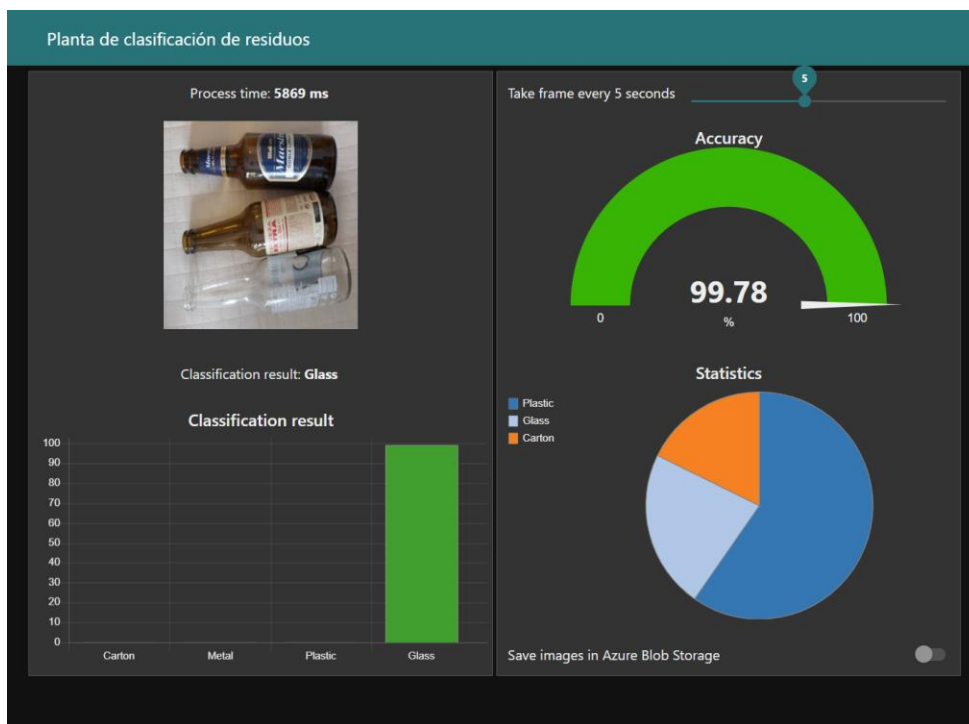 Planta de clasificación de residuos
Process time: 5869 ms
Classification result: Glass
Classification result
100
90
80
70
60
50
40
30
20
10
0
Carton Metal Plastic Glass
Take frame every 5 seconds
5
Accuracy
99.78
%
0 100
Statistics
Plastic
Glass
Carton
Save images in Azure Blob Storage